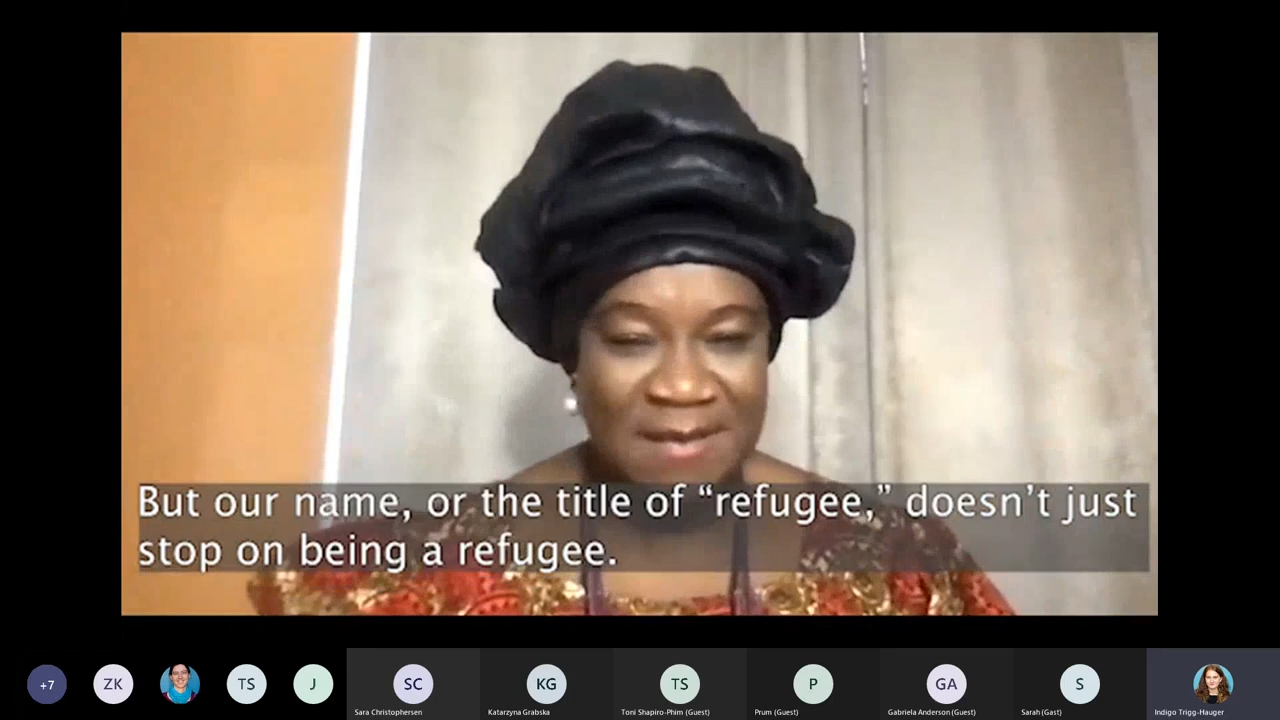 But our name, or the title of “refugee,” doesn’t just
stop on being a refugee.
+7
ZK
TS
J
SC
KG
TS
P
GA
S
Sara Christophersen
Katarzyna Grabska
Toni Shapiro-Phim (Guest)
Prum (Guest)
Gabriela Anderson (Guest)
Sarah (Gast)
Indigo Trigg-Hauger